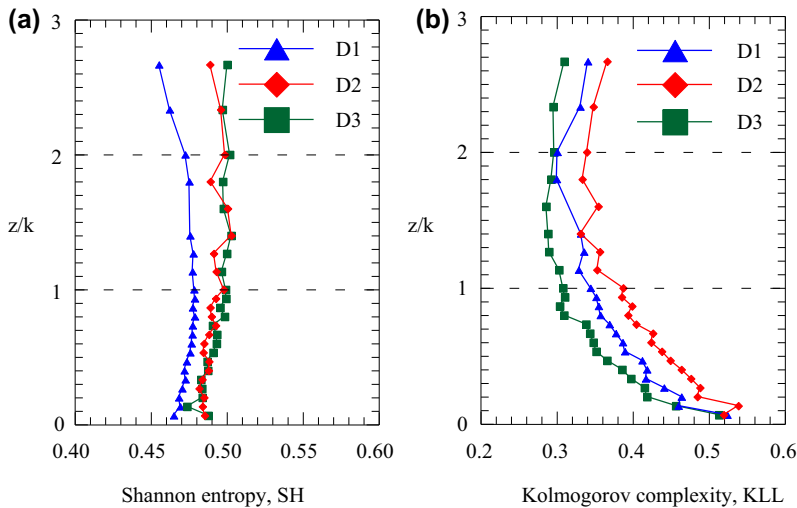 (a)
3
2
z/k
1
0
0.40 0.45 0.50 0.55 0.60
Shannon entropy, SH
D1
D2
D3
(b)
3
2
z/k
1
0
0.2 0.3 0.4 0.5 0.6
Kolmogorov complexity, KLL
D1
D2
D3